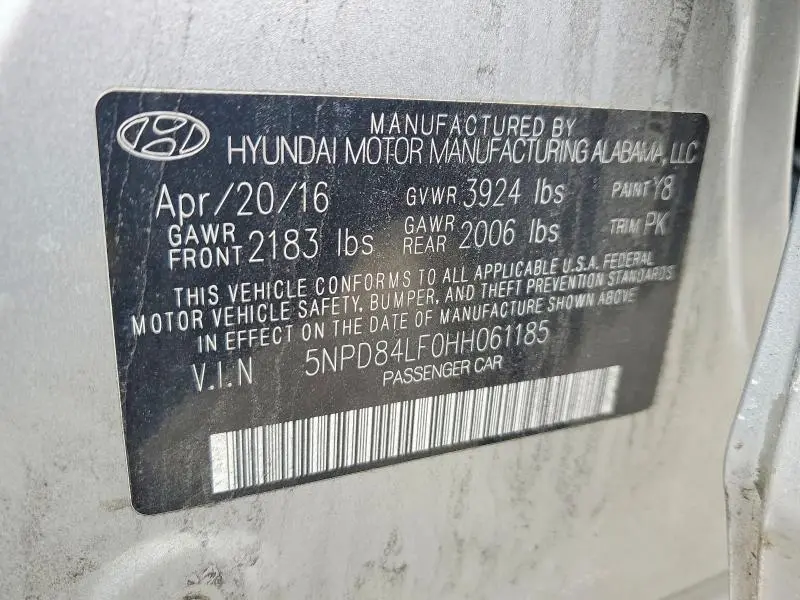 MANUFACTURED BY
HYUNDAI MOTOR MANUFACTURING ALABAMA, LLC
Apr/20/16 GVWR 3924 lbs PAINT Y8
GAWR FRONT 2183 lbs GAWR REAR 2006 lbs TRIM PK
THIS VEHICLE CONFORMS TO ALL APPLICABLE U.S.A. FEDERAL
MOTOR VEHICLE SAFETY, BUMPER, AND THEFT PREVENTION STANDARDS
IN EFFECT ON THE DATE OF MANUFACTURE SHOWN ABOVE
V.I.N 5NPD84LF0HH061185
PASSENGER CAR